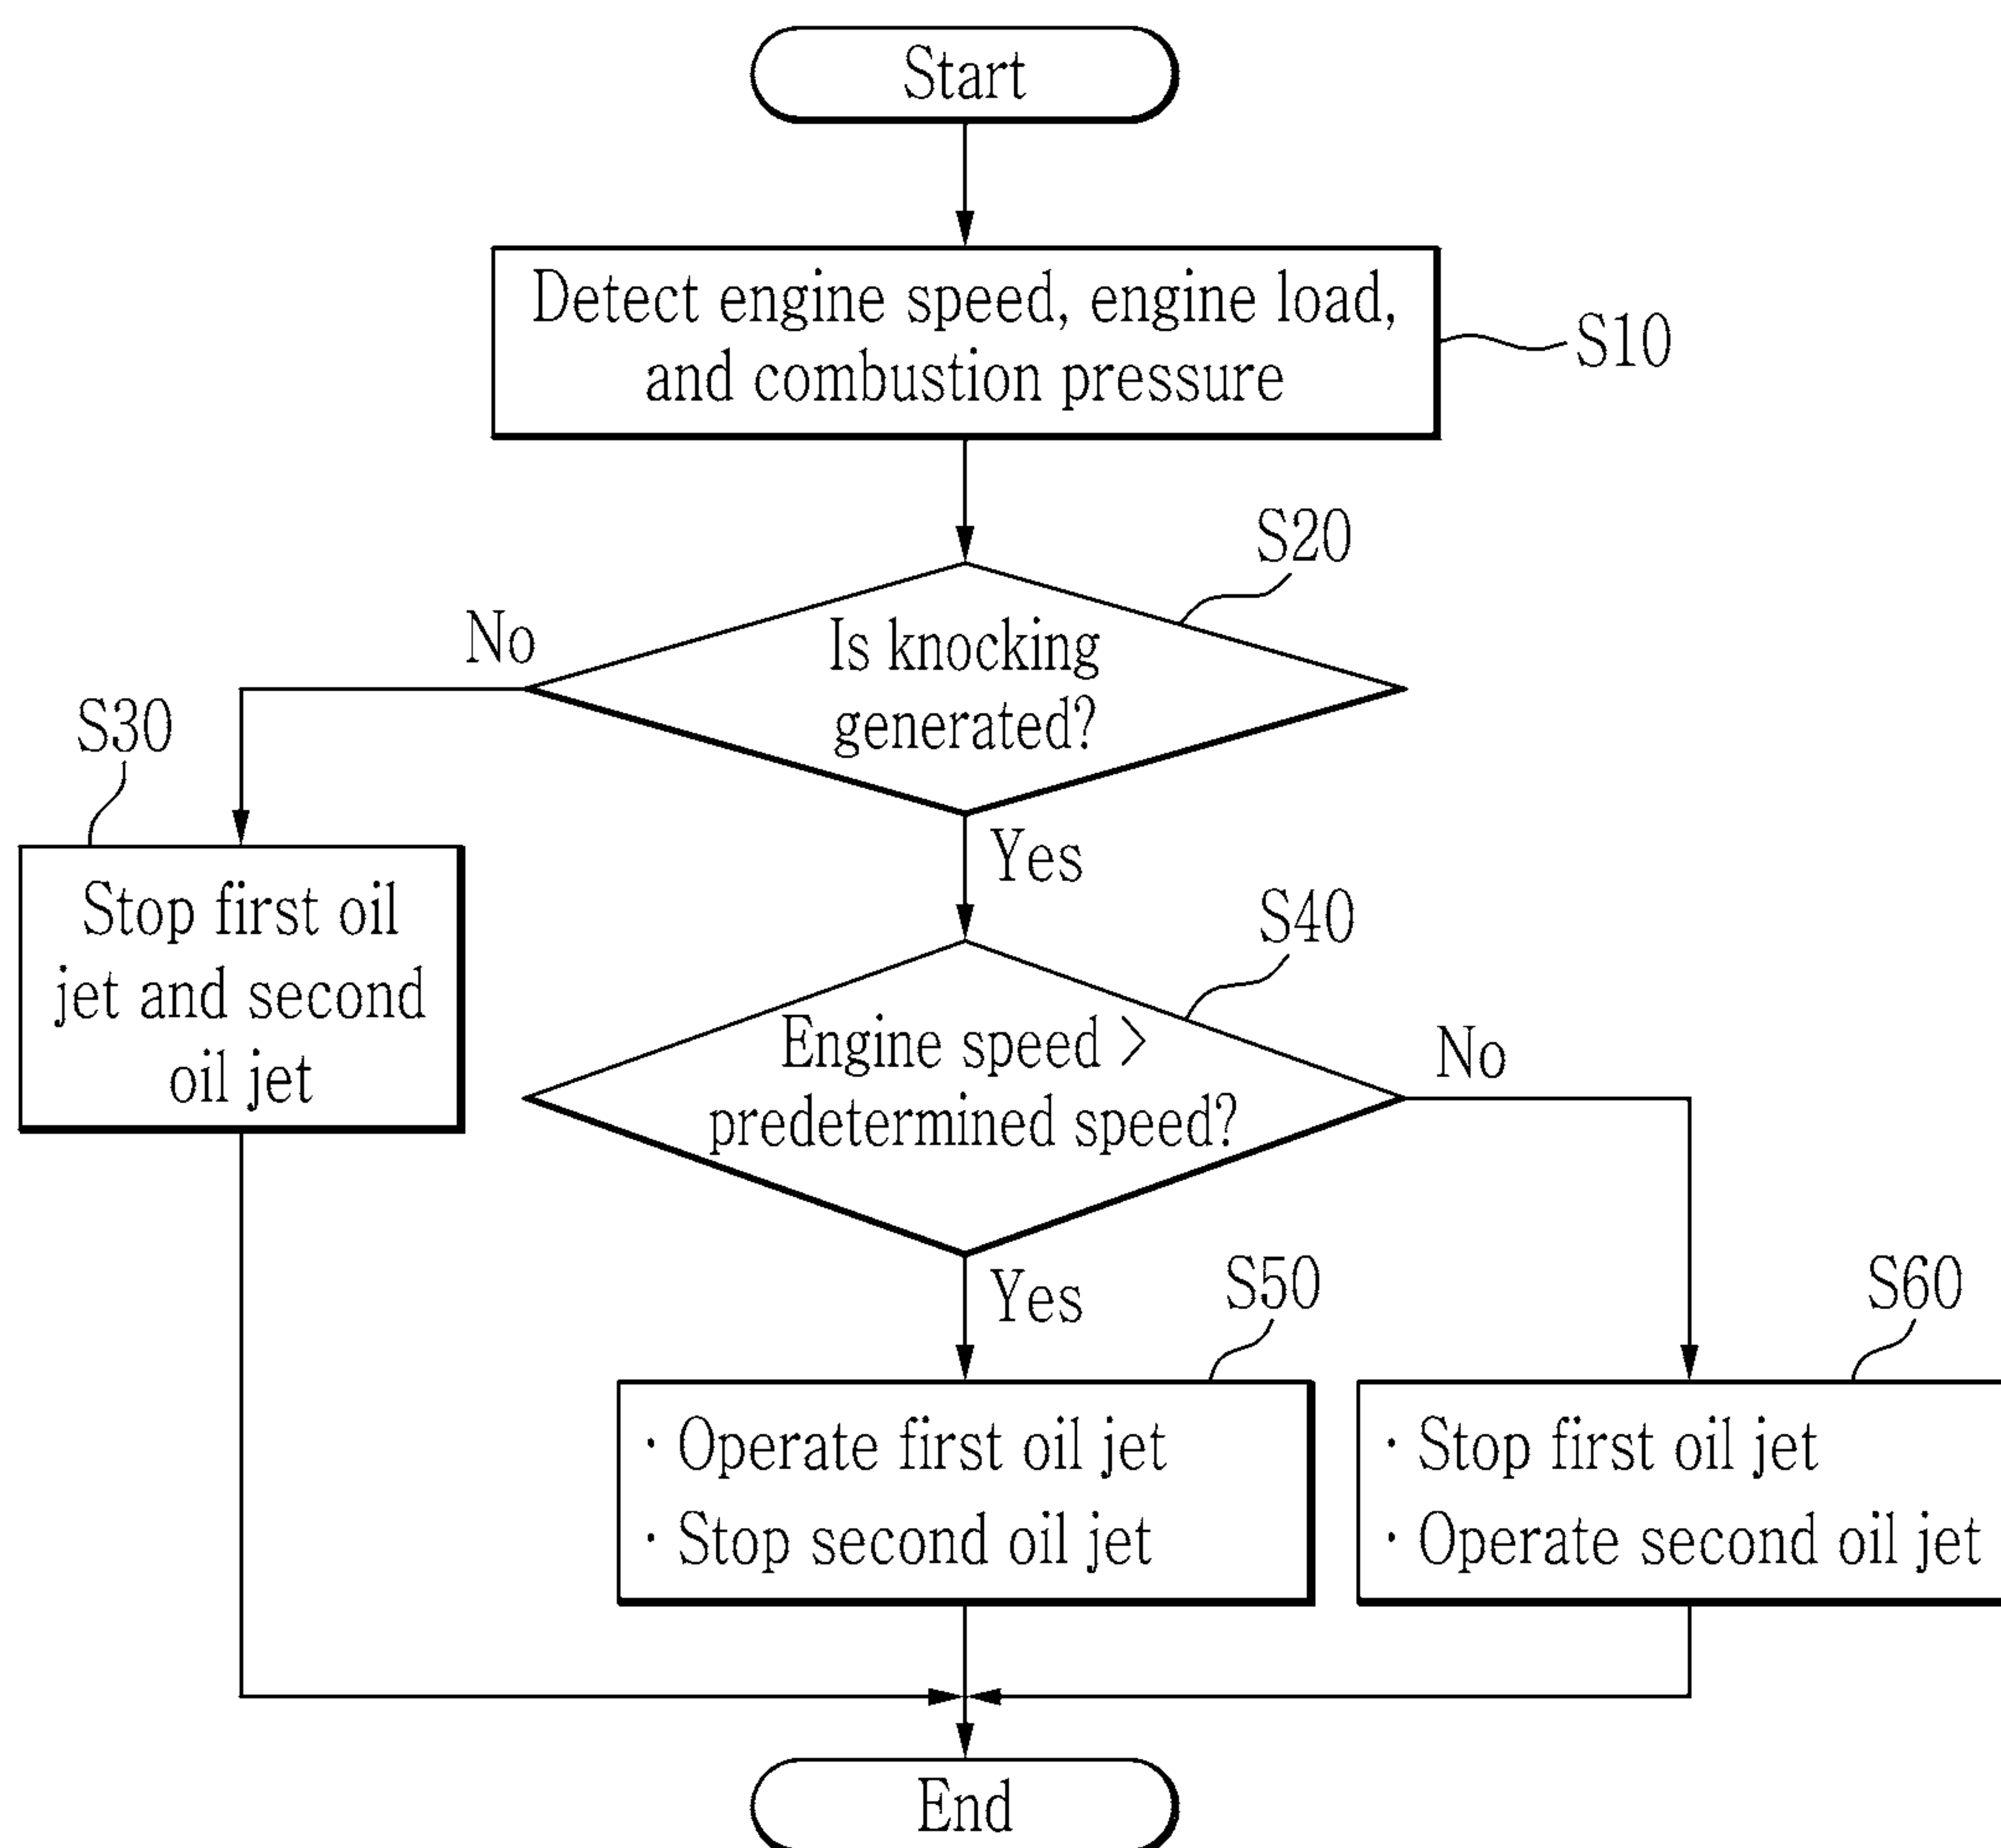 Start
Detect engine speed, engine load,
and combustion pressure
S10
S20
Is knocking
generated?
No
Yes
S30
Stop first oil
jet and second
oil jet
S40
Engine speed >
predetermined speed?
No
Yes
S50
· Operate first oil jet
· Stop second oil jet
S60
· Stop first oil jet
· Operate second oil jet
End